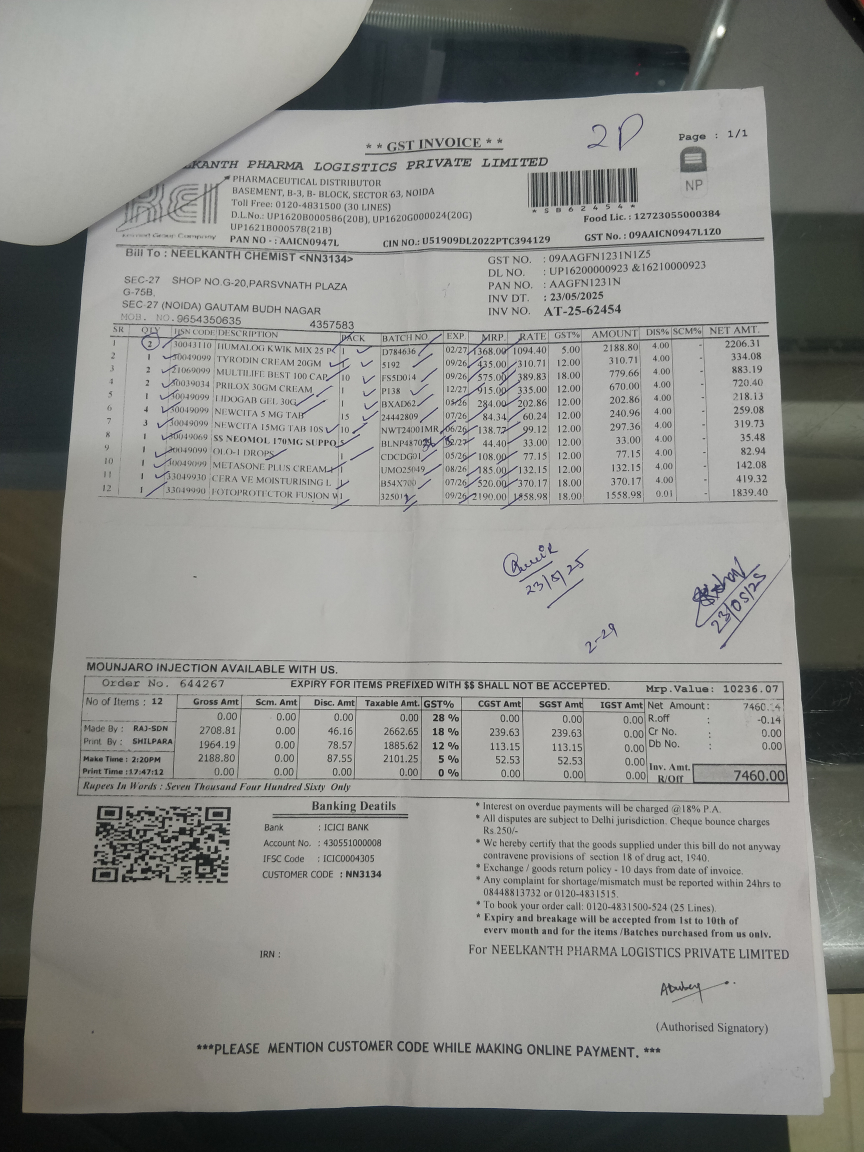 2D
Page : 1/1
** GST INVOICE **
LKANTH PHARMA LOGISTICS PRIVATE LIMITED
NP
PHARMACEUTICAL DISTRIBUTOR
BASEMENT, B-3, B- BLOCK, SECTOR 63, NOIDA
Toll Free: 0120-4831500 (30 LINES)
D.L.No.: UP1620B000586(20B), UP1620G000024(20G)
UP1621B000578(21B)
*SB62454*
Food Lic.: 12723055000384
PAN NO - : AAICN0947L CIN NO.: U51909DL2022PTC394129 GST No. : 09AAICN0947L1Z0
Bill To : NEELKANTH CHEMIST <NN3134>
SEC-27 SHOP NO.G-20,PARSVNATH PLAZA
G-75B,
SEC-27 (NOIDA) GAUTAM BUDH NAGAR
MOB. NO.9654350635 4357583
GST NO. : 09AAGFN1231N1Z5
DL NO. : UP16200000923 &16210000923
PAN NO. : AAGFN1231N
INV DT. : 23/05/2025
INV NO. AT-25-62454
SR QTY HSN CODE DESCRIPTION PACK BATCH NO. EXP MRP RATE GST% AMOUNT DIS% SCM% NET AMT.
1 2 30043110 HUMALOG KWIK MIX 25 P 1 D784636 02/27 1368.00 1094.40 5.00 2188.80 4.00 - 2206.31
2 1 30049099 TYRODIN CREAM 20GM 1 5192 09/26 435.00 310.71 12.00 310.71 4.00 - 334.08
3 2 21069099 MULTILIFE BEST 100 CAP 10 FS5D014 09/26 575.00 389.83 18.00 779.66 4.00 - 883.19
4 2 30039034 PRILOX 30GM CREAM 1 P138 12/27 915.00 335.00 12.00 670.00 4.00 - 720.40
5 1 30049099 LIDOGAB GEL 30G 1 BXAD62 05/26 284.00 202.86 12.00 202.86 4.00 - 218.13
6 4 30049099 NEWCITA 5 MG TAB 15 24442809 07/26 84.34 60.24 12.00 240.96 4.00 - 259.08
7 3 30049099 NEWCITA 15MG TAB 10S 10 NWT24001MR 06/26 138.77 99.12 12.00 297.36 4.00 - 319.73
8 1 30049069 SS NEOMOL 170MG SUPPO 5 BLNP4870 44.40 33.00 12.00 33.00 4.00 - 35.48
9 1 30049099 OLO-1 DROPS 1 CDCDG01 05/26 108.00 77.15 12.00 77.15 4.00 - 82.94
10 1 30049099 METASONE PLUS CREAM 1 UMO25049 08/26 185.00 132.15 12.00 132.15 4.00 - 142.08
11 1 33049930 CERA VE MOISTURISING L 1 B54X700 07/26 520.00 370.17 18.00 370.17 4.00 - 419.32
12 1 33049990 FOTOPROTECTOR FUSION W 1 325019 09/26 2190.00 1558.98 18.00 1558.98 0.01 - 1839.40
23/5/25
23/05/25
2-29
MOUNJARO INJECTION AVAILABLE WITH US.
Order No. 644267 EXPIRY FOR ITEMS PREFIXED WITH $$ SHALL NOT BE ACCEPTED. Mrp.Value: 10236.07
No of Items : 12
Made By : RAJ-SDN
Print By : SHILPARA
Make Time : 2:20PM
Print Time :17:47:12
Gross Amt Scm. Amt Disc. Amt Taxable Amt. GST% CGST Amt SGST Amt IGST Amt
0.00 0.00 0.00 0.00 28 % 0.00 0.00 0.00
2708.81 0.00 46.16 2662.65 18 % 239.63 239.63 0.00
1964.19 0.00 78.57 1885.62 12 % 113.15 113.15 0.00
2188.80 0.00 87.55 2101.25 5 % 52.53 52.53 0.00
0.00 0.00 0.00 0.00 0 % 0.00 0.00 0.00
Net Amount : 7460.14
R.off : -0.14
Cr No. : 0.00
Db No. : 0.00
Inv. Amt. R/Off 7460.00
Rupees In Words : Seven Thousand Four Hundred Sixty Only
Banking Deatils
Bank : ICICI BANK
Account No. : 430551000008
IFSC Code : ICIC0004305
CUSTOMER CODE : NN3134
IRN :
* Interest on overdue payments will be charged @18% P.A.
* All disputes are subject to Delhi jurisdiction. Cheque bounce charges
Rs 250/-
* We hereby certify that the goods supplied under this bill do not anyway
contravene provisions of section 18 of drug act, 1940.
* Exchange / goods return policy - 10 days from date of invoice.
* Any complaint for shortage/mismatch must be reported within 24hrs to
08448813732 or 0120-4831515.
* To book your order call: 0120-4831500-524 (25 Lines).
* Expiry and breakage will be accepted from 1st to 10th of
every month and for the items /Batches purchased from us only.
For NEELKANTH PHARMA LOGISTICS PRIVATE LIMITED
ADubey
(Authorised Signatory)
***PLEASE MENTION CUSTOMER CODE WHILE MAKING ONLINE PAYMENT. ***